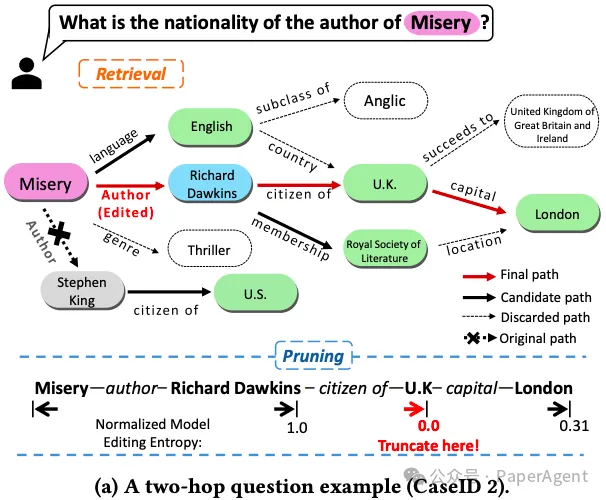 What is the nationality of the author of Misery ?
Retrieval
language
English
subclass of
Anglic
country
succeeds to
United Kingdom of
Great Britain and
Ireland
Misery
Author
(Edited)
Richard
Dawkins
citizen of
U.K.
capital
London
Author
genre
Thriller
membership
Royal Society of
Literature
location
Stephen
King
citizen of
U.S.
Final path
Candidate path
Discarded path
Original path
Pruning
Misery—author—Richard Dawkins – citizen of—U.K—capital—London
Normalized Model
Editing Entropy:
1.0
0.0
0.31
Truncate here!
(a) A two-hop question example (CaseID 2).
公众号 · PaperAgent